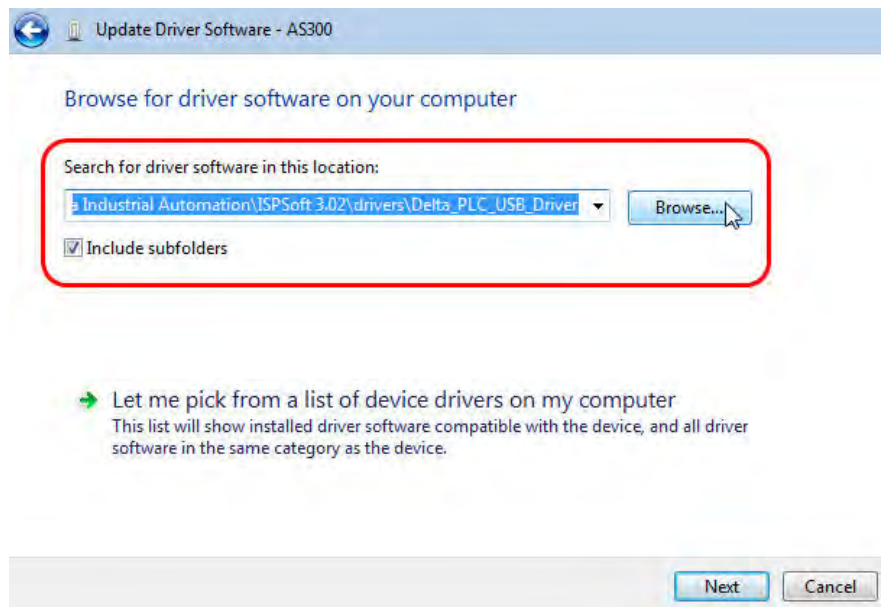 Update Driver Software - AS300
Browse for driver software on your computer
Search for driver software in this location:
Industrial Automation\ISPSoft 3.02\drivers\Delta_PLC_USB_Driver
Browse...
Include subfolders
Let me pick from a list of device drivers on my computer
This list will show installed driver software compatible with the device, and all driver
software in the same category as the device.
Next
Cancel